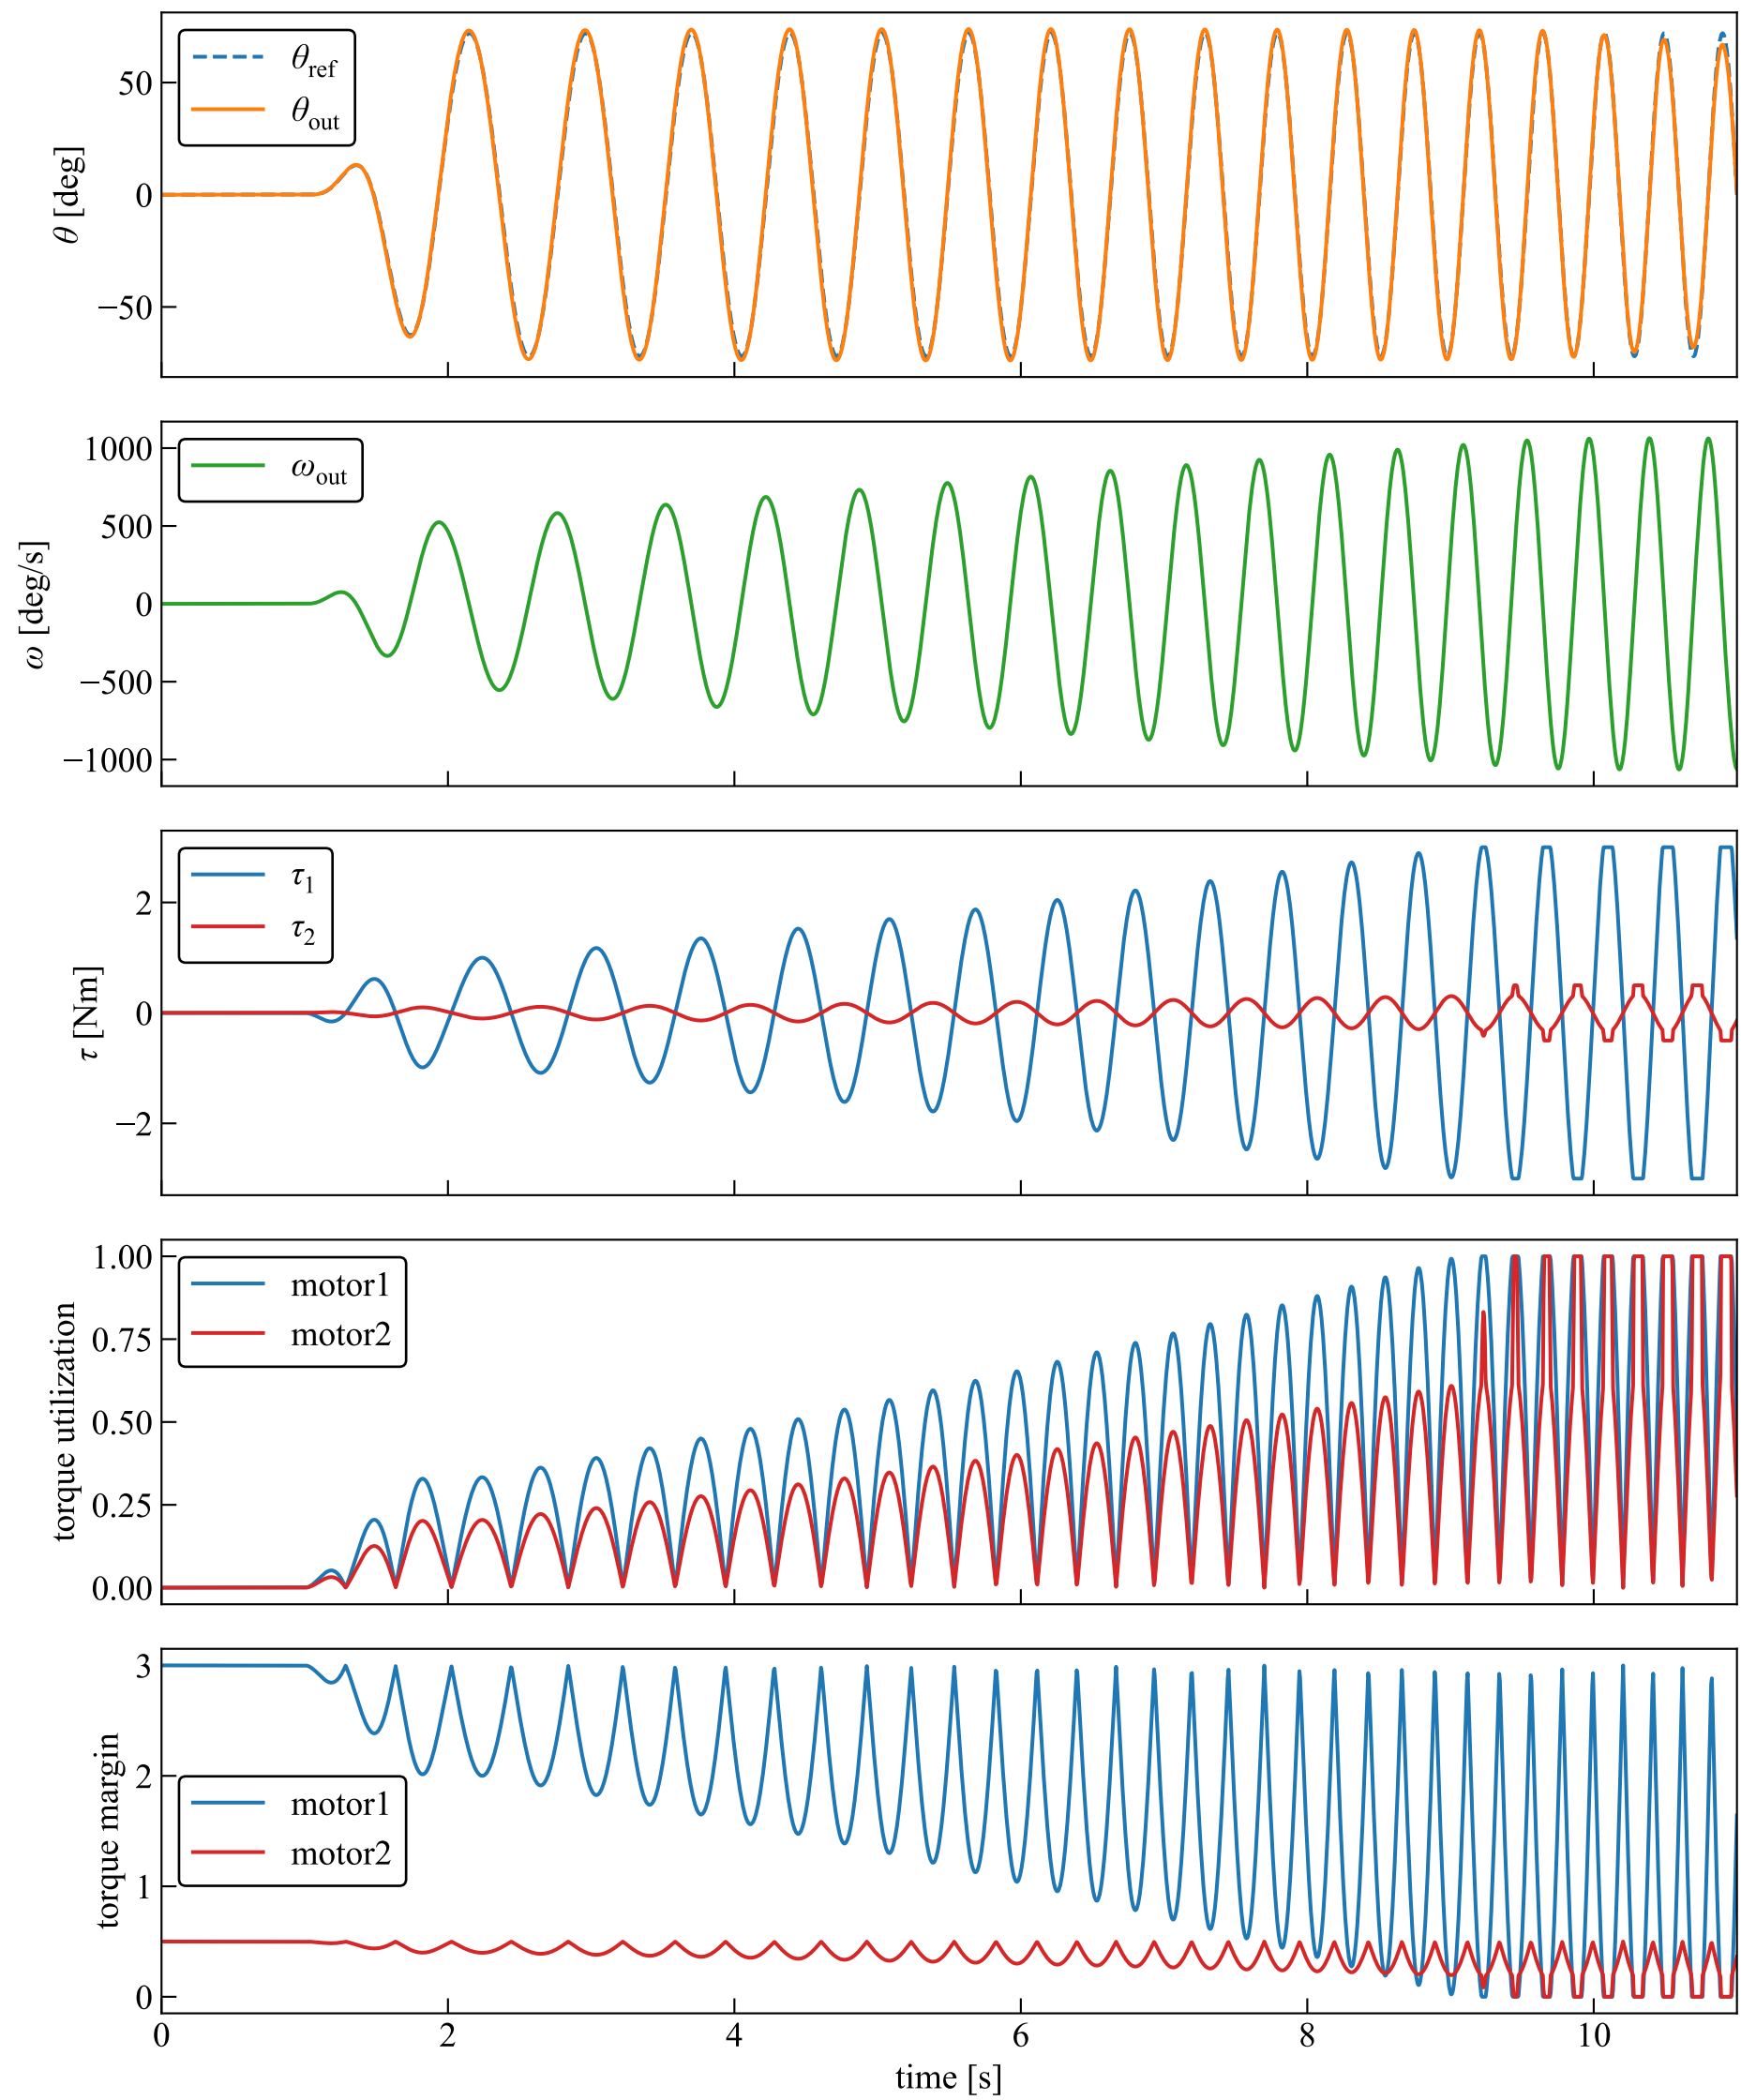 θ [deg]
50
0
−50
θref
θout
ω [deg/s]
1000
500
0
−500
−1000
ωout
τ [Nm]
2
0
−2
τ1
τ2
torque utilization
1.00
0.75
0.50
0.25
0.00
motor1
motor2
torque margin
3
2
1
0
motor1
motor2
0 2 4 6 8 10
time [s]